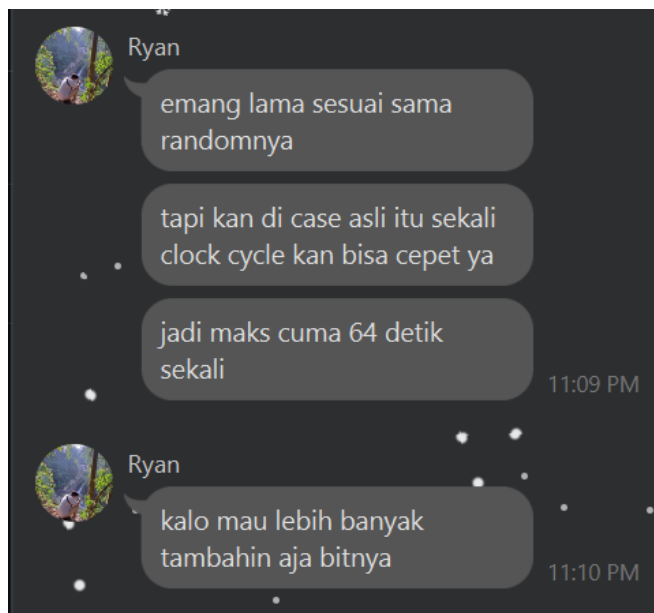 Ryan
emang lama sesuai sama
randomnya
tapi kan di case asli itu sekali
clock cycle kan bisa cepet ya
jadi maks cuma 64 detik
sekali
11:09 PM
Ryan
kalo mau lebih banyak
tambahin aja bitnya
11:10 PM